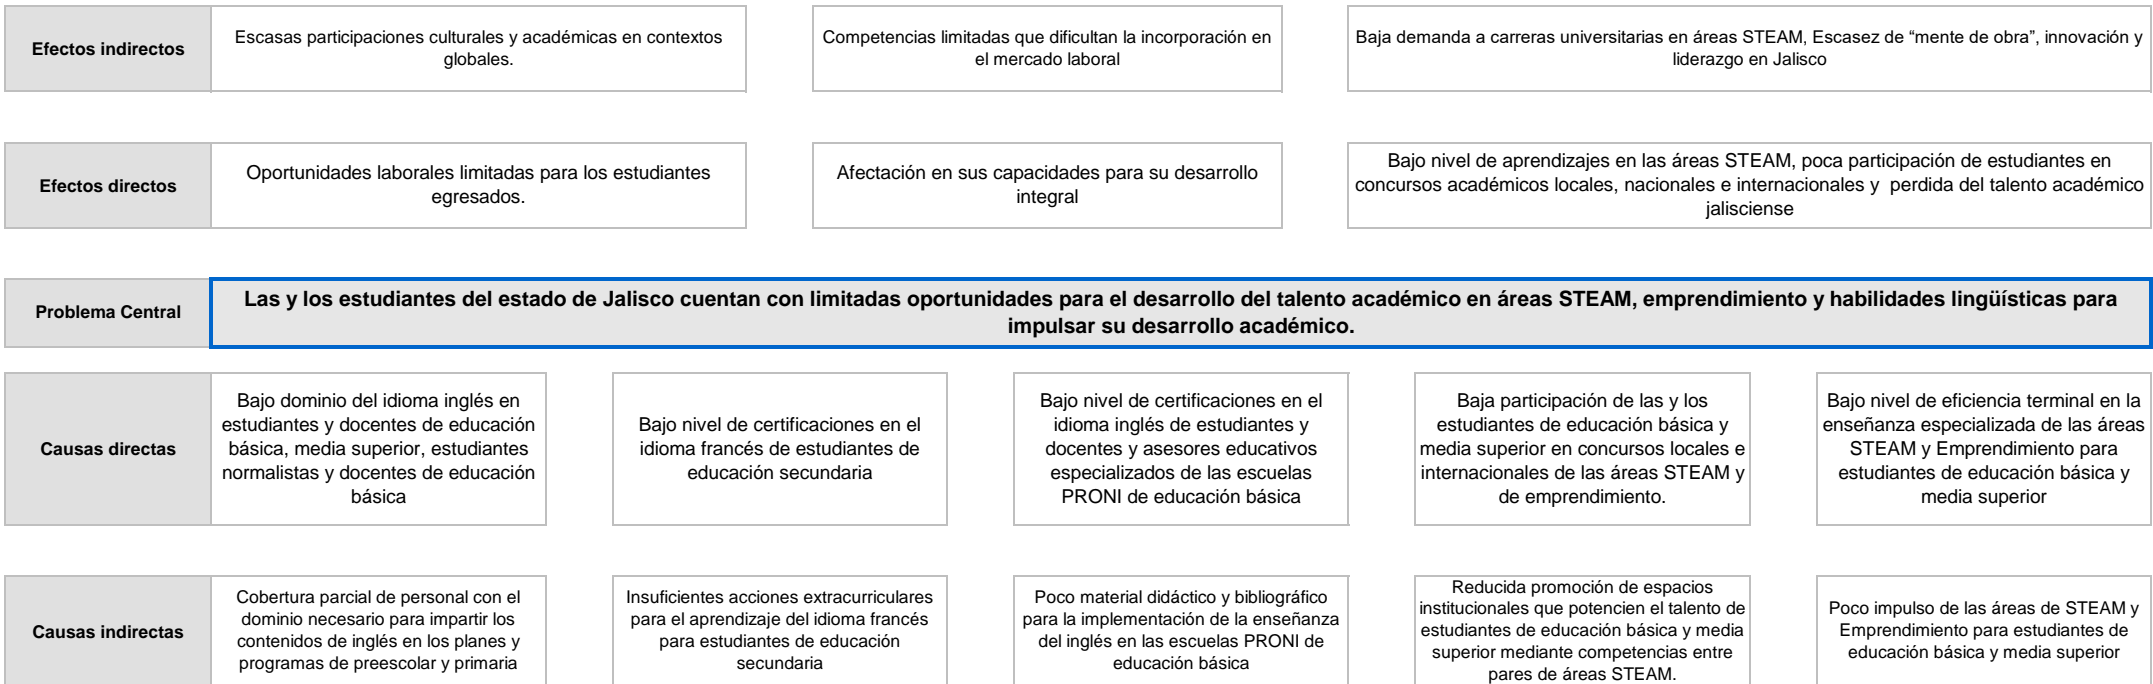 Efectos indirectos
Escasas participaciones culturales y académicas en contextos
globales.
Competencias limitadas que dificultan la incorporación en
el mercado laboral
Baja demanda a carreras universitarias en áreas STEAM, Escasez de “mente de obra”, innovación y
liderazgo en Jalisco
Efectos directos
Oportunidades laborales limitadas para los estudiantes
egresados.
Afectación en sus capacidades para su desarrollo
integral
Bajo nivel de aprendizajes en las áreas STEAM, poca participación de estudiantes en
concursos académicos locales, nacionales e internacionales y  perdida del talento académico
jalisciense
Problema Central
Las y los estudiantes del estado de Jalisco cuentan con limitadas oportunidades para el desarrollo del talento académico en áreas STEAM, emprendimiento y habilidades lingüísticas para
impulsar su desarrollo académico.
Causas directas
Bajo dominio del idioma inglés en
estudiantes y docentes de educación
básica, media superior, estudiantes
normalistas y docentes de educación
básica
Bajo nivel de certificaciones en el
idioma francés de estudiantes de
educación secundaria
Bajo nivel de certificaciones en el
idioma inglés de estudiantes y
docentes y asesores educativos
especializados de las escuelas
PRONI de educación básica
Baja participación de las y los
estudiantes de educación básica y
media superior en concursos locales e
internacionales de las áreas STEAM y
de emprendimiento.
Bajo nivel de eficiencia terminal en la
enseñanza especializada de las áreas
STEAM y Emprendimiento para
estudiantes de educación básica y
media superior
Causas indirectas
Cobertura parcial de personal con el
dominio necesario para impartir los
contenidos de inglés en los planes y
programas de preescolar y primaria
Insuficientes acciones extracurriculares
para el aprendizaje del idioma francés
para estudiantes de educación
secundaria
Poco material didáctico y bibliográfico
para la implementación de la enseñanza
del inglés en las escuelas PRONI de
educación básica
Reducida promoción de espacios
institucionales que potencien el talento de
estudiantes de educación básica y media
superior mediante competencias entre
pares de áreas STEAM.
Poco impulso de las áreas de STEAM y
Emprendimiento para estudiantes de
educación básica y media superior